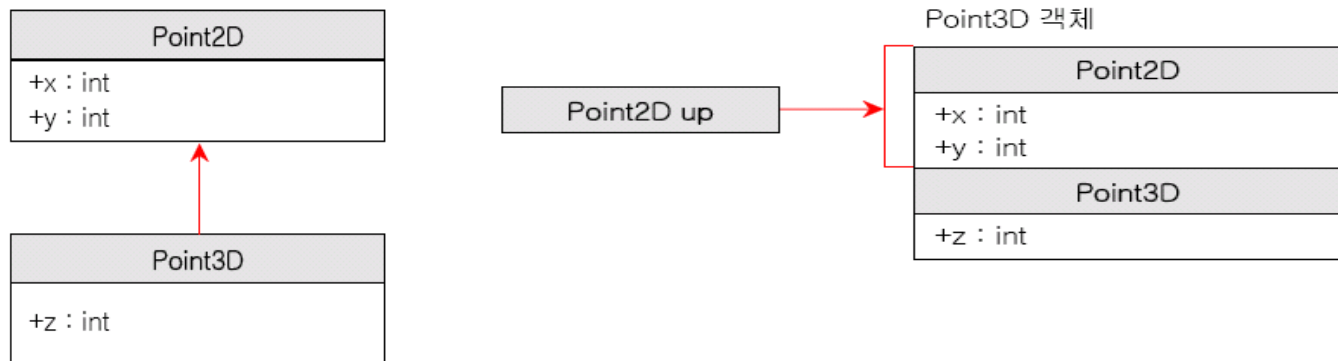 Point2D
+x : int
+y : int
Point3D
+z : int
Point2D up
Point3D 객체
Point2D
+x : int
+y : int
Point3D
+z : int